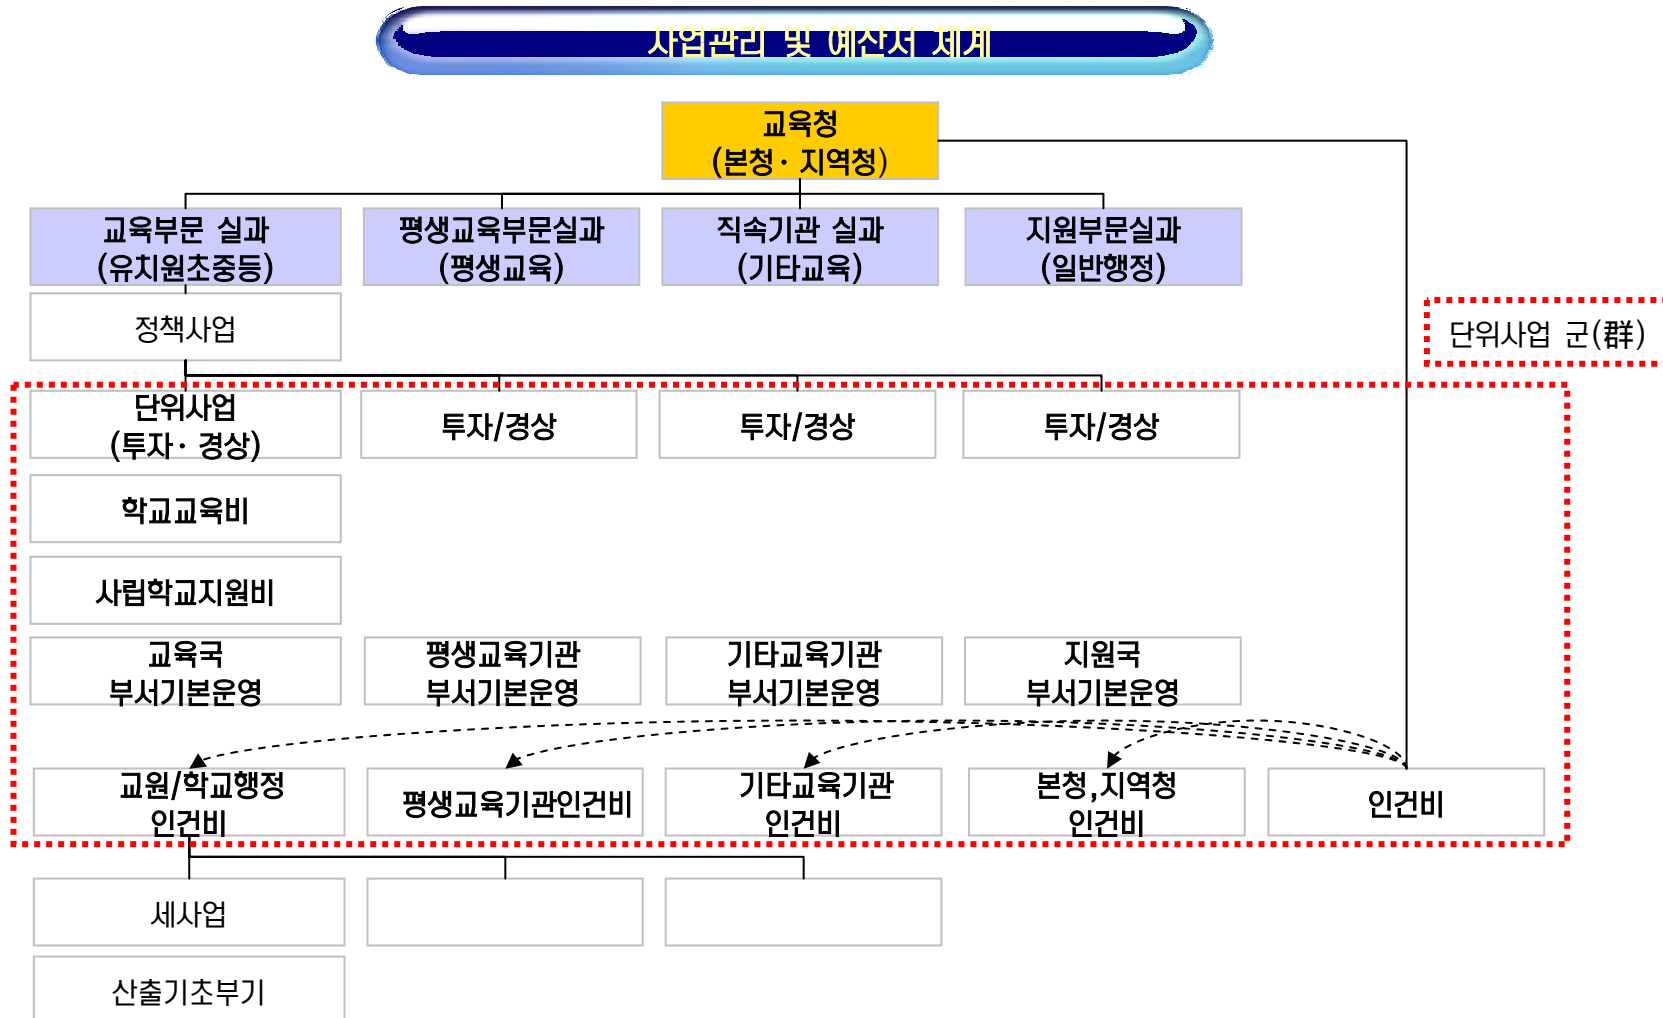 사업관리 및 예산서 체계
교육청
(본청· 지역청)
교육부문 실과
(유치원초중등)
평생교육부문실과
(평생교육)
직속기관 실과
(기타교육)
지원부문실과
(일반행정)
정책사업
단위사업 군(群)
단위사업
(투자· 경상)
투자/경상
투자/경상
투자/경상
학교교육비
사립학교지원비
교육국
부서기본운영
평생교육기관
부서기본운영
기타교육기관
부서기본운영
지원국
부서기본운영
교원/학교행정
인건비
평생교육기관인건비
기타교육기관
인건비
본청,지역청
인건비
인건비
세사업
산출기초부기